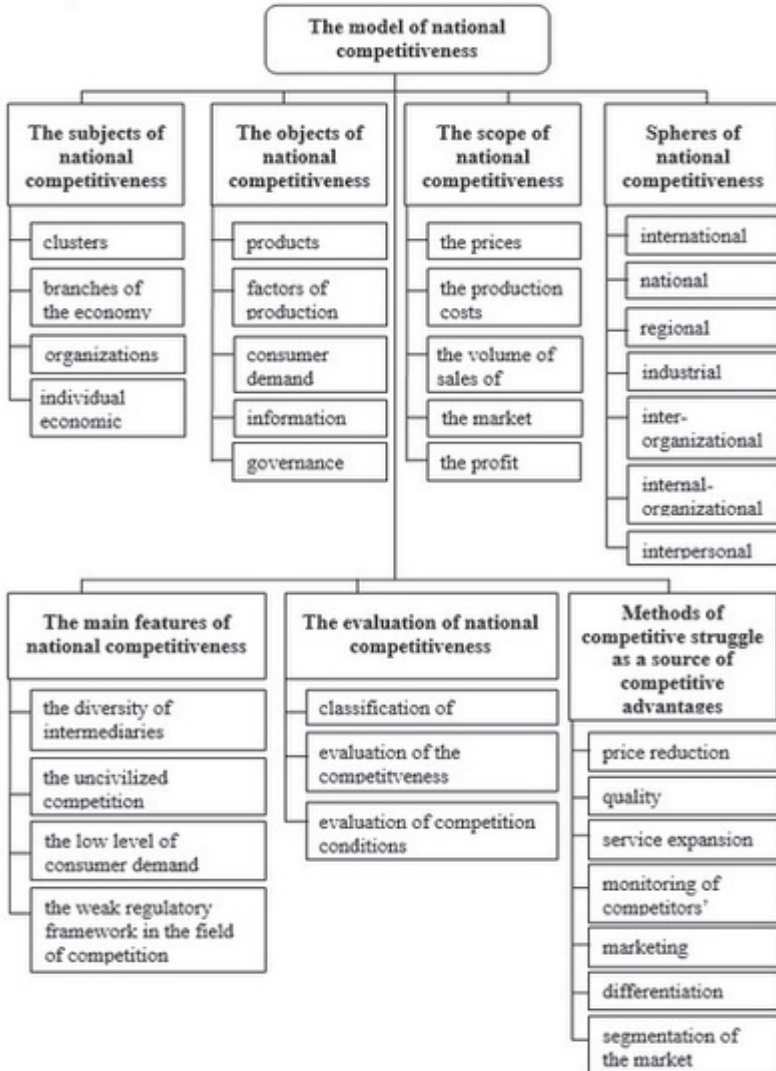 The model of national
competitiveness
The subjects of
national
competitiveness
clusters
branches of
the economy
organizations
individual
economic
The objects of
national
competitiveness
products
factors of
production
consumer
demand
information
governance
The scope of
national
competitiveness
the prices
the production
costs
the volume of
sales of
the market
the profit
Spheres of
national
competitiveness
international
national
regional
industrial
inter-
organizational
internal-
organizational
interpersonal
The main features of
national competitiveness
the diversity of
intermediaries
the uncivilized
competition
the low level of
consumer demand
the weak regulatory
framework in the field
of competition
The evaluation of national
competitiveness
classification of
evaluation of the
competitveness
evaluation of competition
conditions
Methods of
competitive struggle
as a source of
competitive
advantages
price reduction
quality
service expansion
monitoring of
competitors’
marketing
differentiation
segmentation of
the market